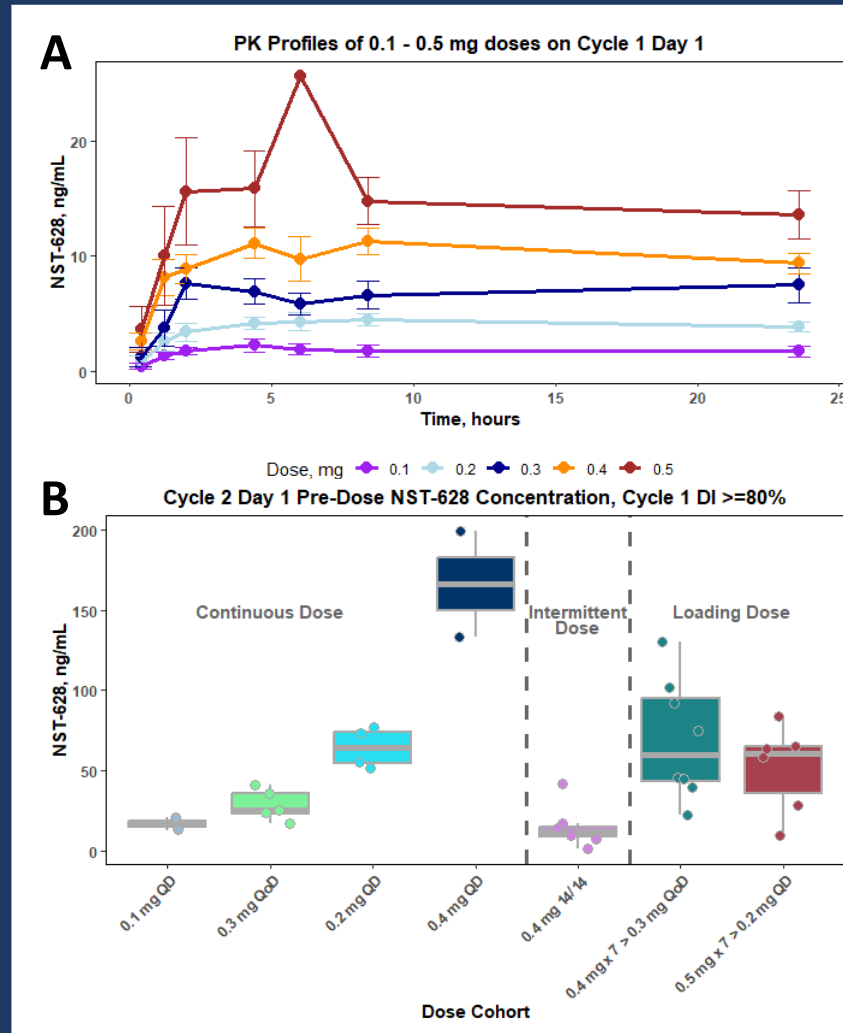 A
PK Profiles of 0.1 - 0.5 mg doses on Cycle 1 Day 1
NST-628, ng/mL
20
10
0
0 5 10 15 20 25
Time, hours
Dose, mg 0.1 0.2 0.3 0.4 0.5
B
Cycle 2 Day 1 Pre-Dose NST-628 Concentration, Cycle 1 DI >=80%
NST-628, ng/mL
200
150
100
50
0
Continuous Dose
Intermittent
Dose
Loading Dose
0.1 mg QD
0.3 mg QoD
0.2 mg QD
0.4 mg QD
0.4 mg 14/14
0.4 mg x 7 > 0.3 mg QoD
0.5 mg x 7 > 0.2 mg QD
Dose Cohort